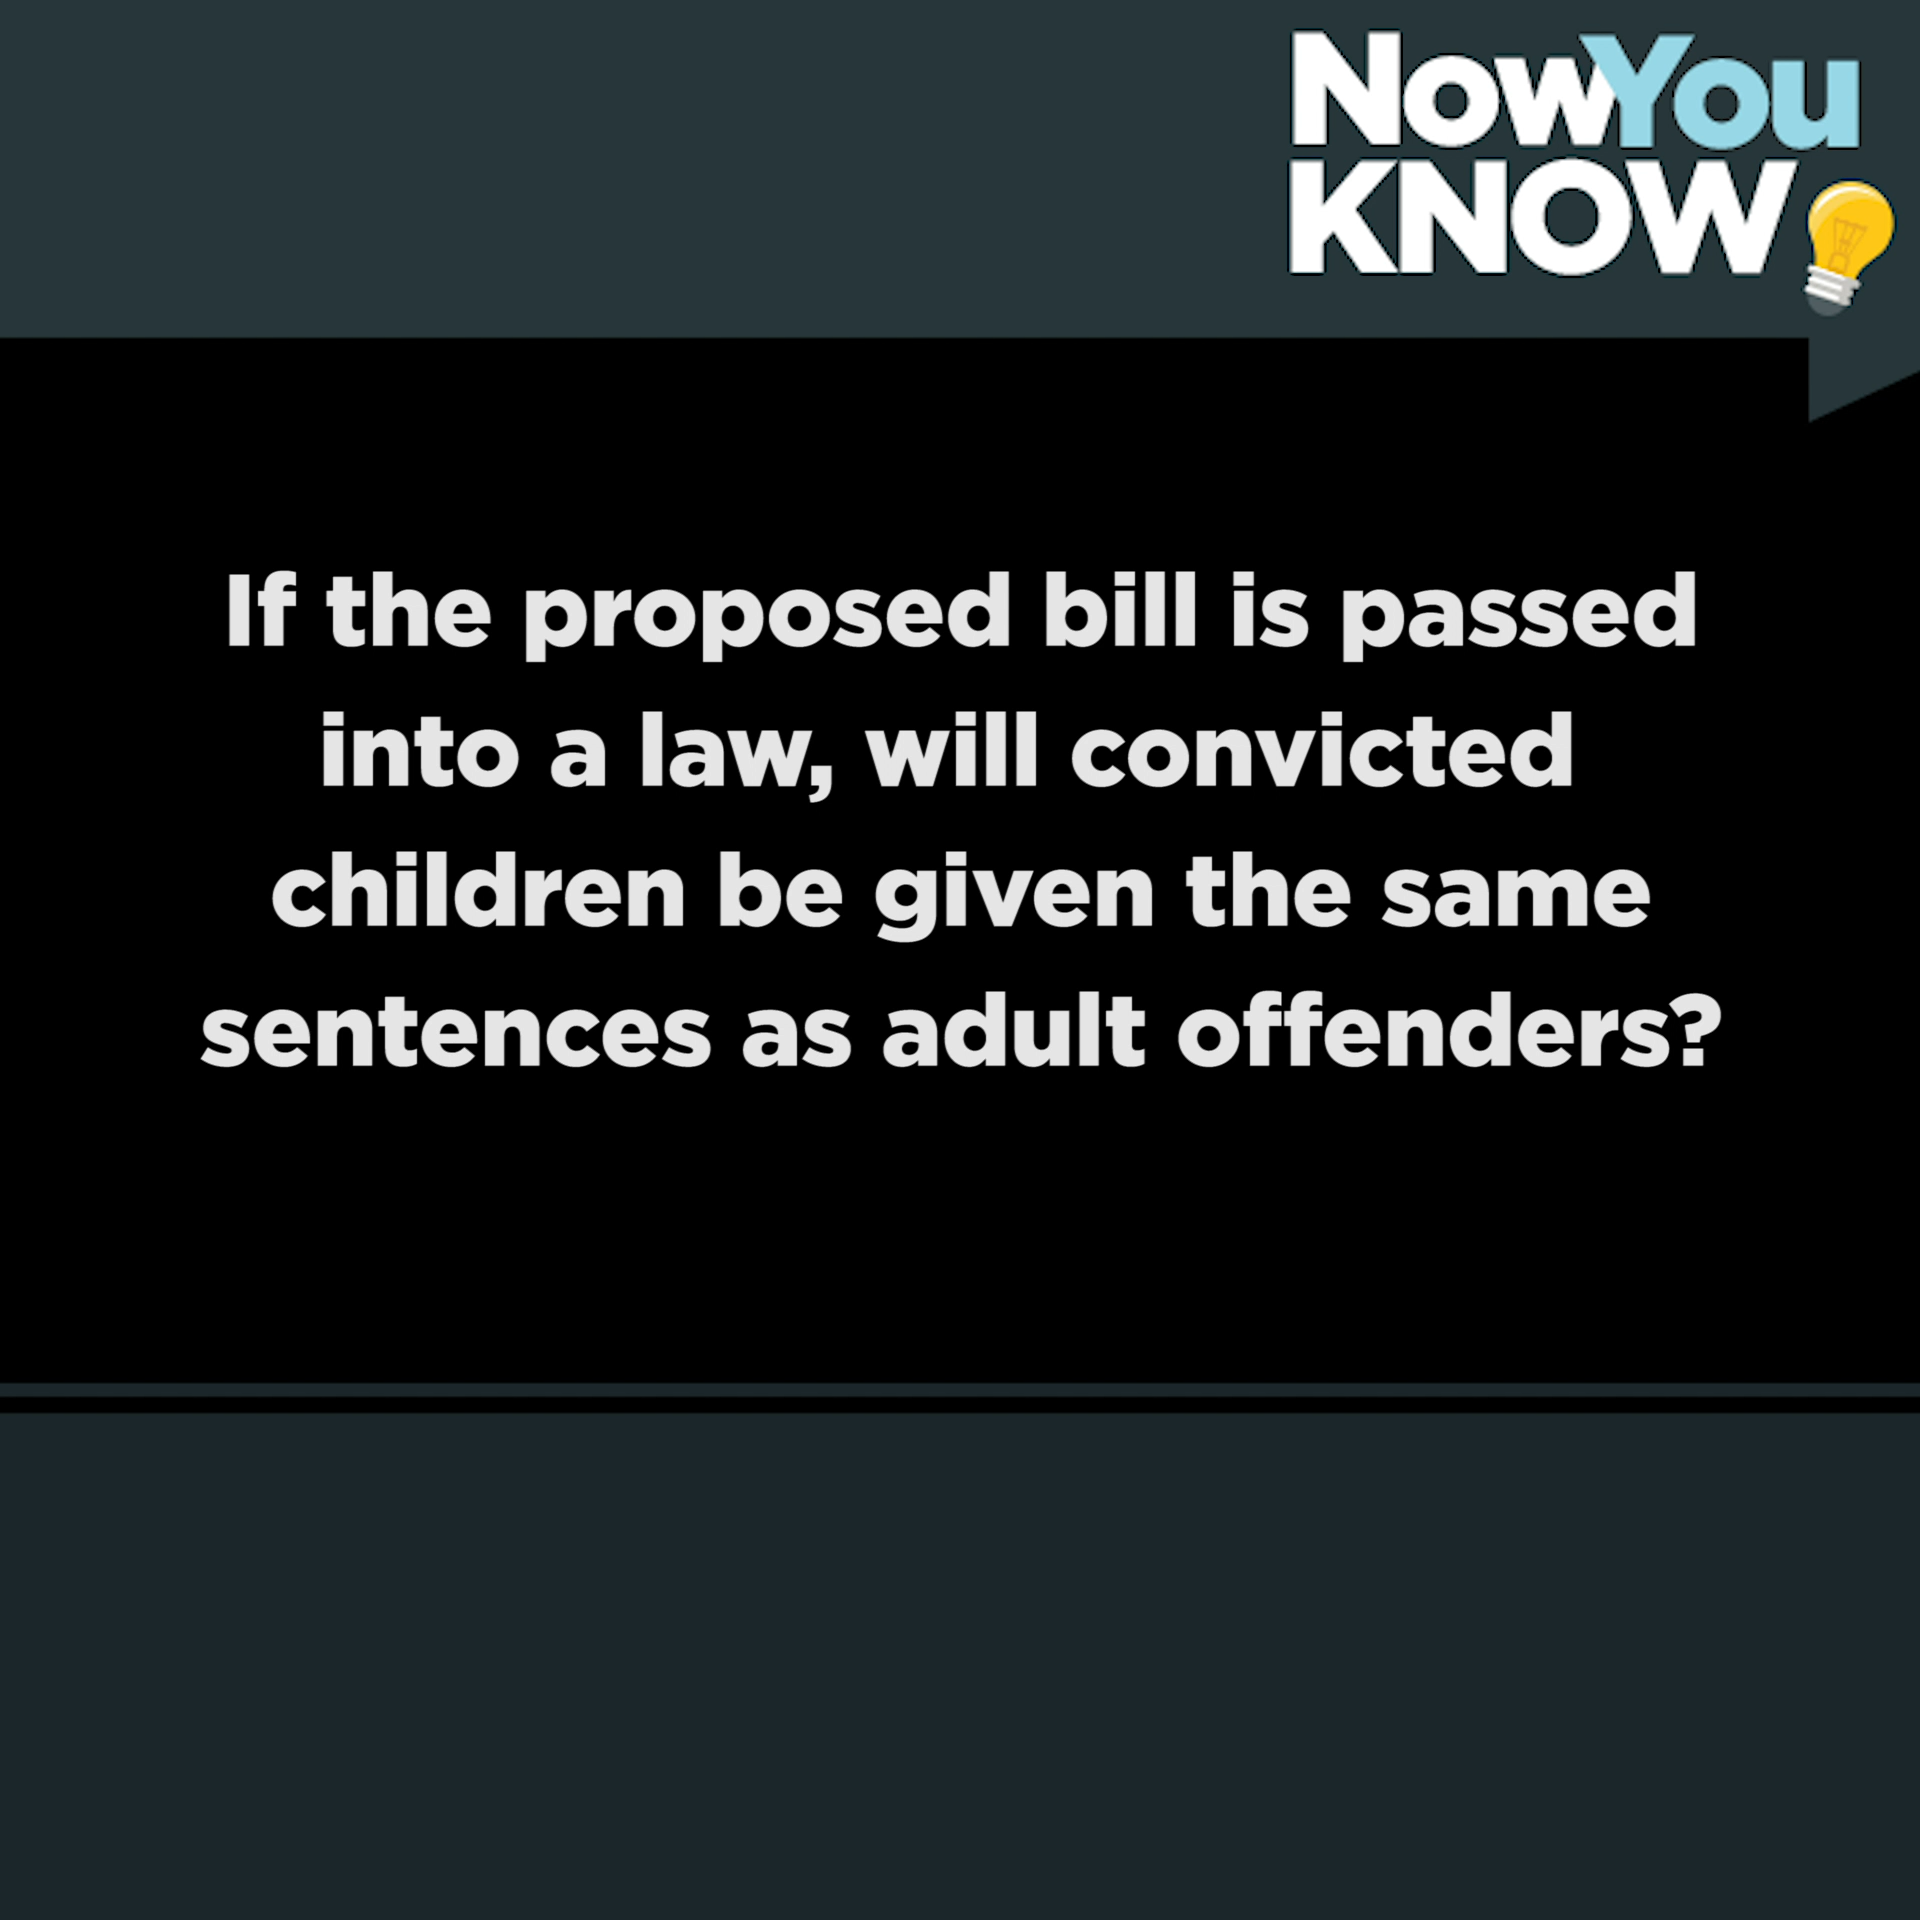 NowYou
KNOW
If the proposed bill is passed
into a law, will convicted
children be given the same
sentences as adult offenders?